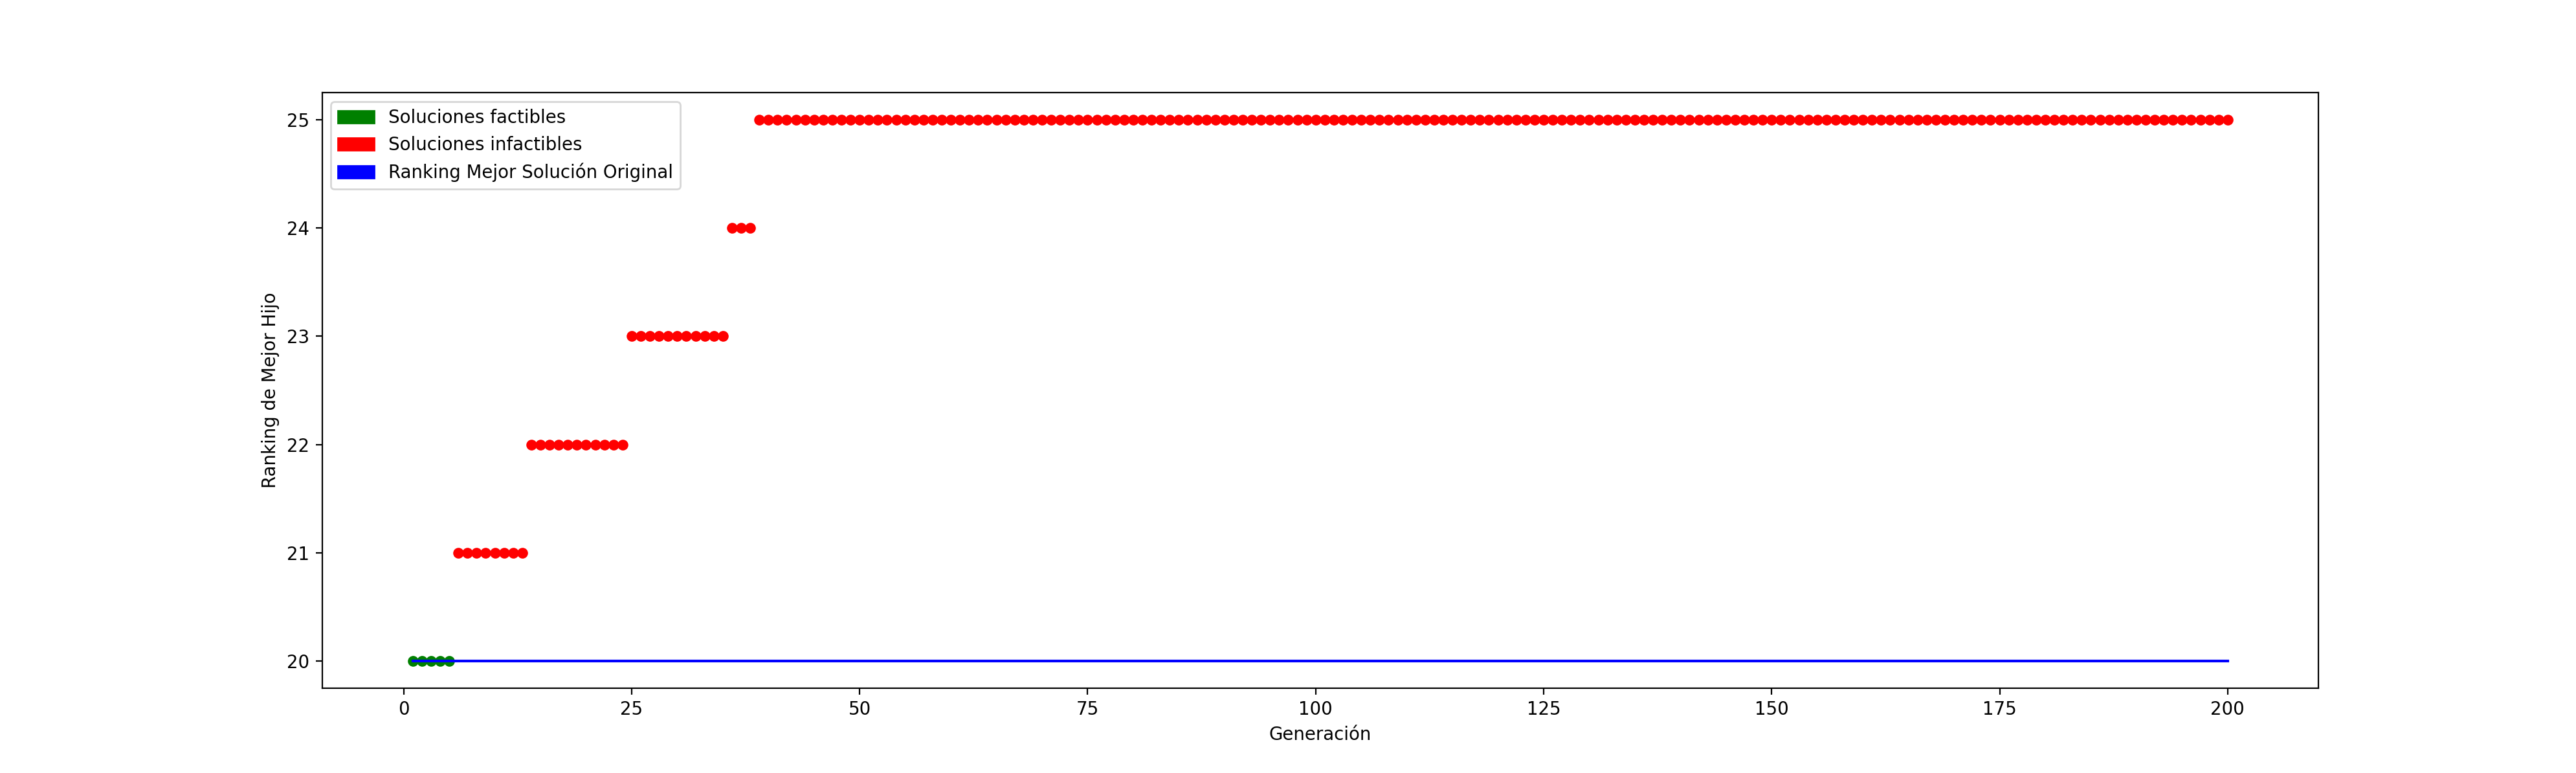 Soluciones factibles
Soluciones infactibles
Ranking Mejor Solución Original
25
24
23
22
21
20
Ranking de Mejor Hijo
0 25 50 75 100 125 150 175 200
Generación